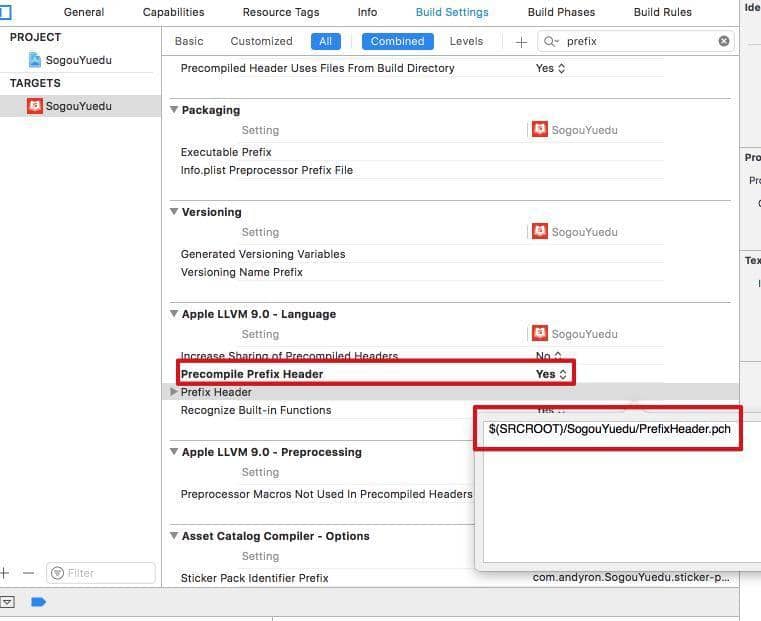 General Capabilities Resource Tags Info Build Settings Build Phases Build Rules
Ide
PROJECT
SogouYuedu
TARGETS
SogouYuedu
Basic Customized All Combined Levels + prefix
Precompiled Header Uses Files From Build Directory Yes
Packaging
Setting SogouYuedu
Executable Prefix
Info.plist Preprocessor Prefix File
Pro
Versioning
Setting SogouYuedu
Generated Versioning Variables
Versioning Name Prefix
Tex
Apple LLVM 9.0 - Language
Setting SogouYuedu
Increase Sharing of Precompiled Headers No
Precompile Prefix Header Yes
Prefix Header
Recognize Built-in Functions Yes
$(SRCROOT)/SogouYuedu/PrefixHeader.pch
Apple LLVM 9.0 - Preprocessing
Setting
Preprocessor Macros Not Used In Precompiled Headers
Asset Catalog Compiler - Options
Setting
Sticker Pack Identifier Prefix com.andyron.SogouYuedu.sticker-p...
+ − Filter